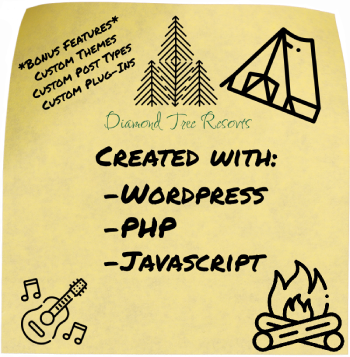 *Bonus Features*
Custom Themes
Custom Post Types
Custom Plug-Ins
Diamond Tree Resorts
Created with:
-Wordpress
-PHP
-Javascript